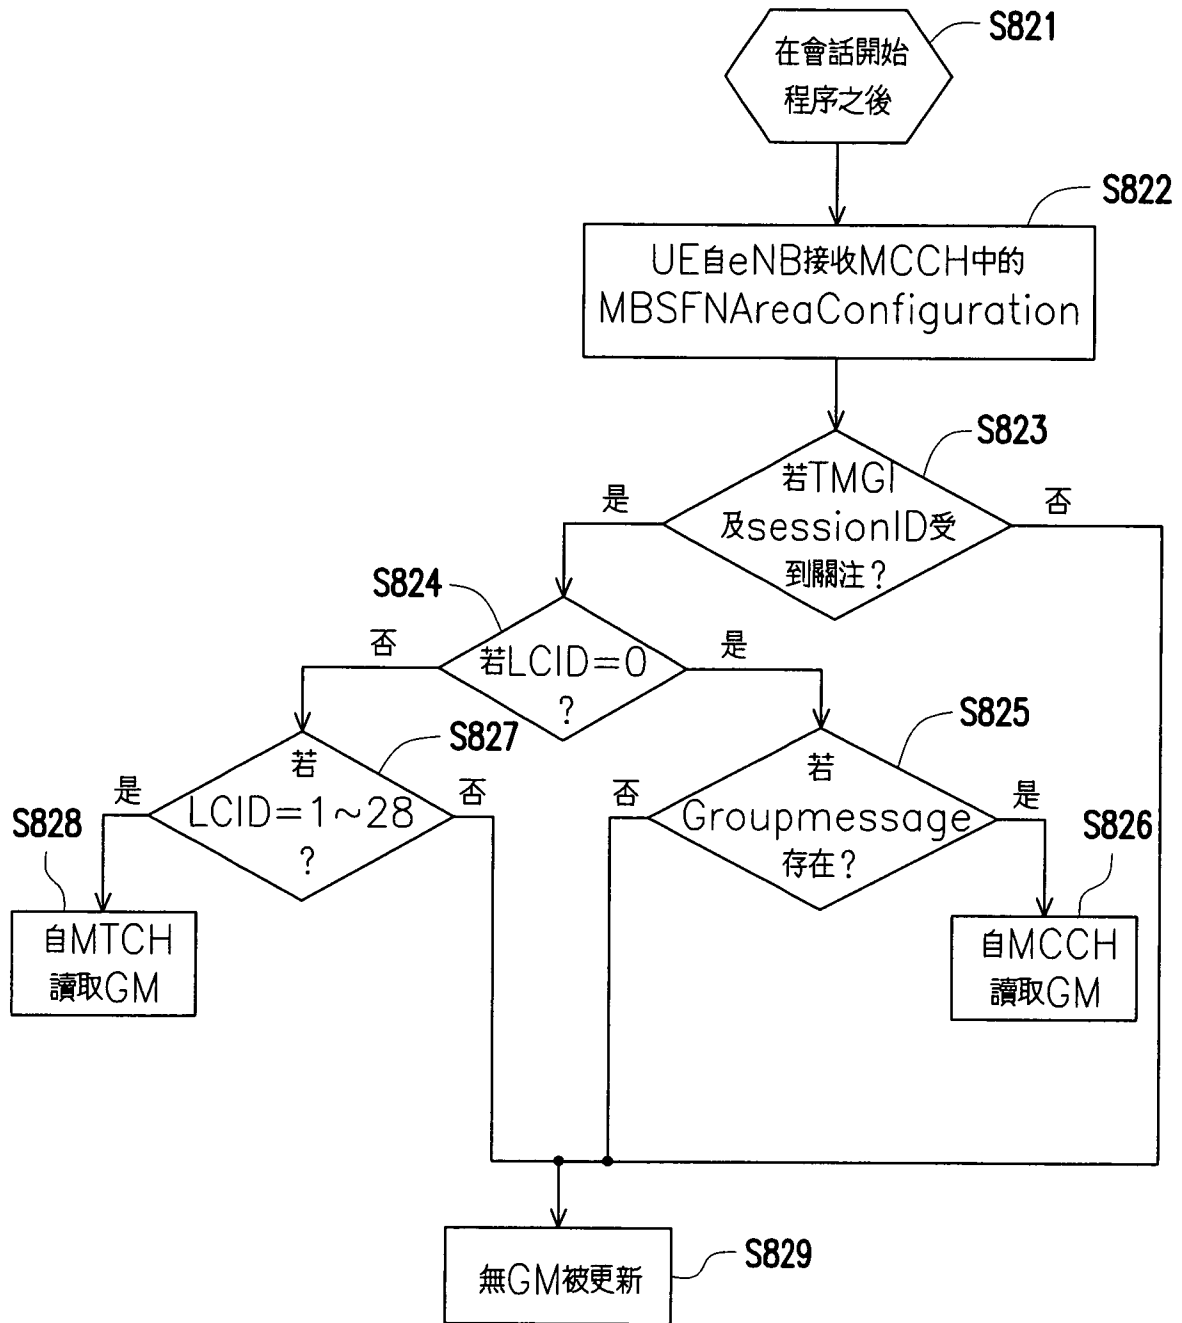 S821
在會話開始
程序之後
S822
UE自eNB接收MCCH中的
MBSFNAreaConfiguration
S823
若TMGI
及sessionID受
到關注?
是
否
S824
若LCID=0
?
否
是
S827
若
LCID=1~28
?
是
否
S825
若
Groupmessage
存在?
否
是
S828
自MTCH
讀取GM
S826
自MCCH
讀取GM
無GM被更新
S829